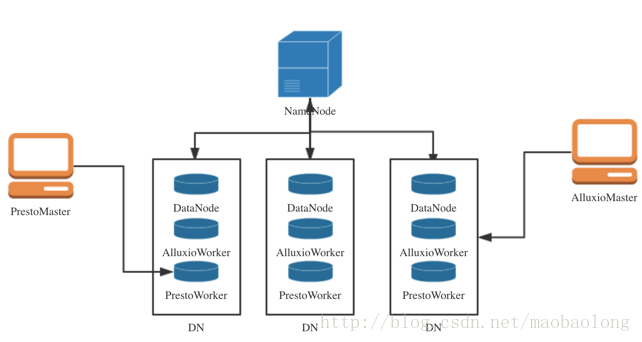 NameNode
PrestoMaster
AlluxioMaster
DataNode
DataNode
DataNode
AlluxioWorker
AlluxioWorker
AlluxioWorker
PrestoWorker
PrestoWorker
PrestoWorker
DN
DN
DN
http://blog.csdn.net/maobaolong